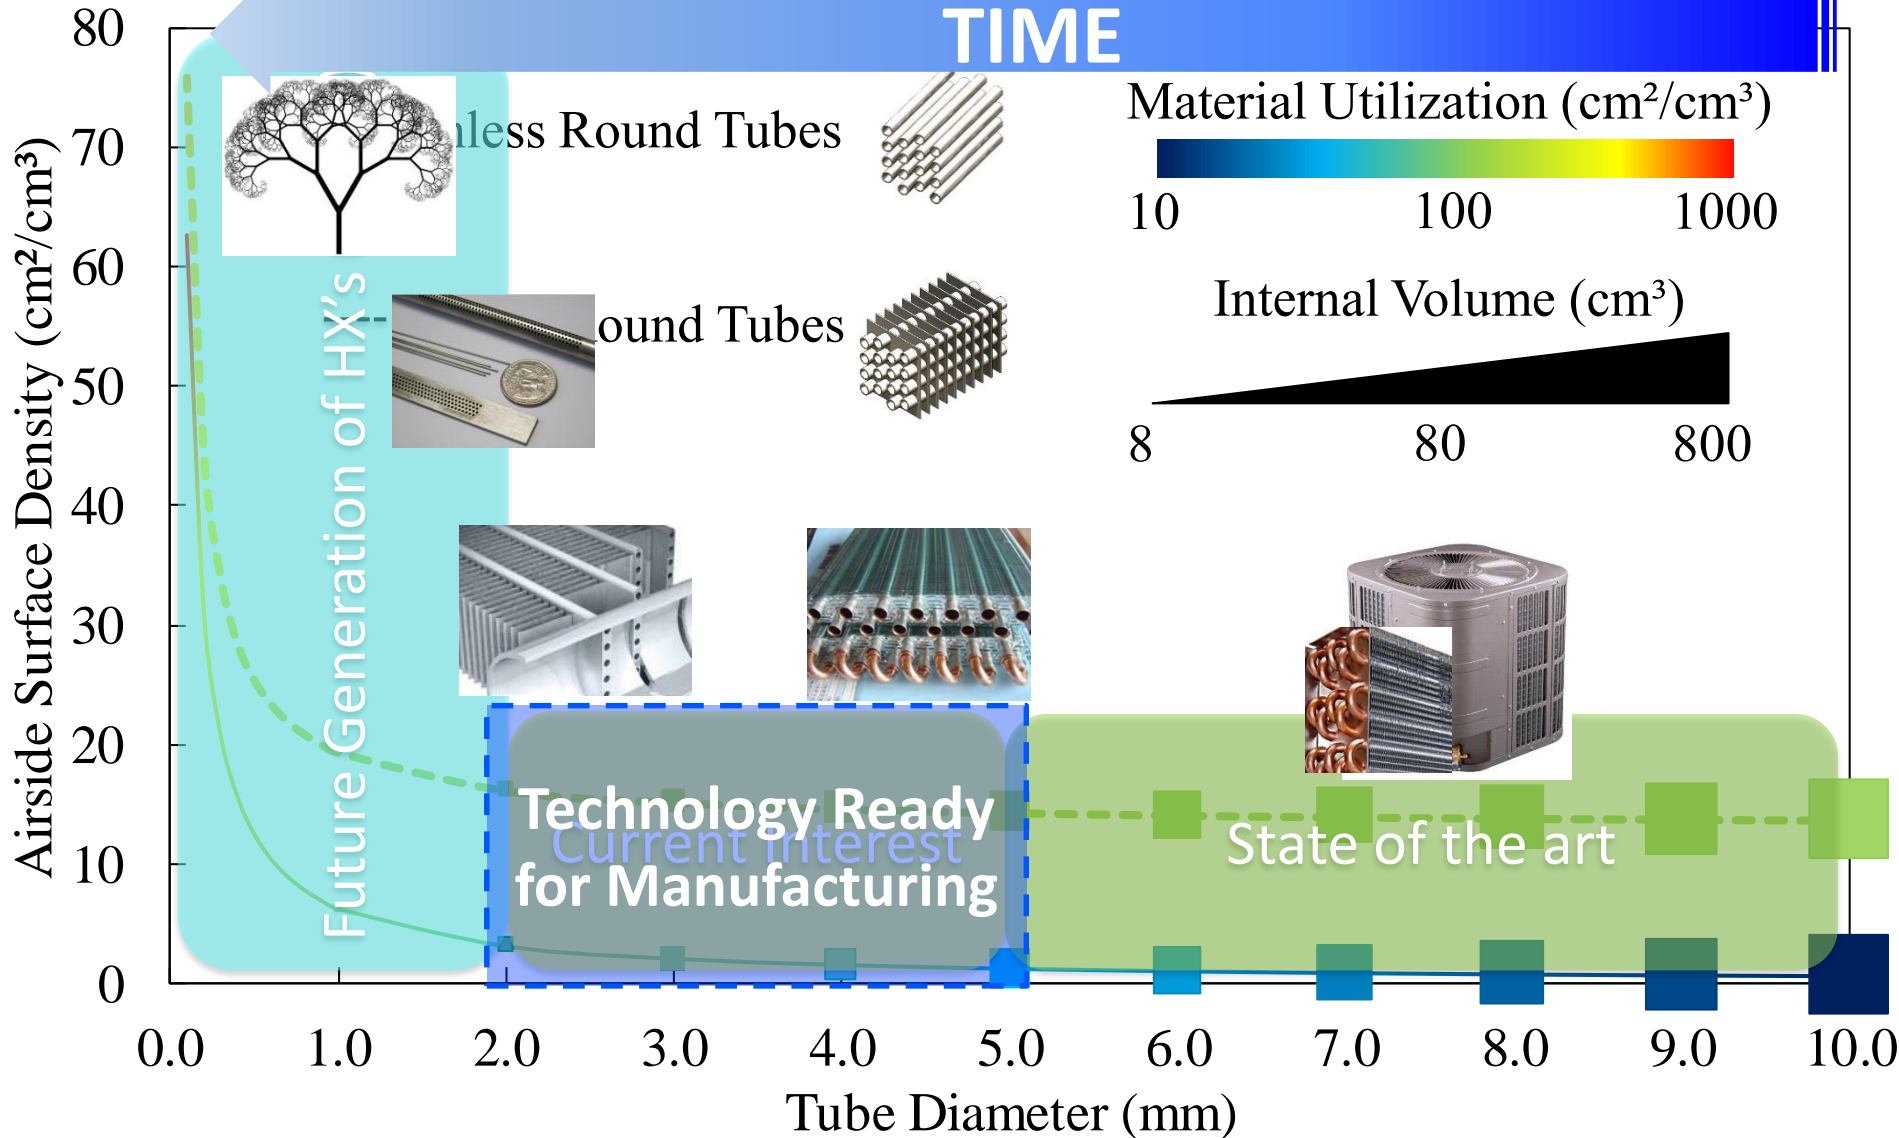 TIME
80
70
60
50
40
30
20
10
0
Airside Surface Density (cm²/cm³)
nless Round Tubes
ound Tubes
Material Utilization (cm²/cm³)
10 100 1000
Internal Volume (cm³)
8 80 800
Future Generation of HX's
Technology Ready
for Manufacturing
Current interest
State of the art
0.0 1.0 2.0 3.0 4.0 5.0 6.0 7.0 8.0 9.0 10.0
Tube Diameter (mm)